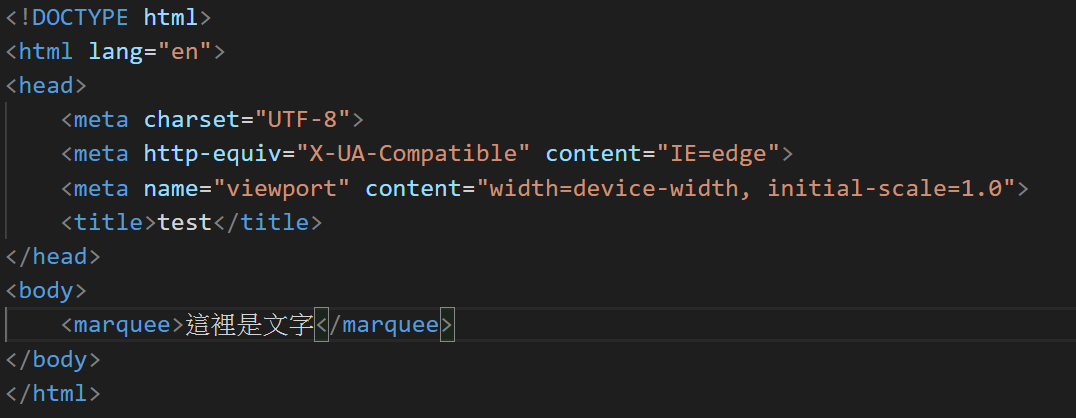 <!DOCTYPE html>
<html lang="en">
<head>
    <meta charset="UTF-8">
    <meta http-equiv="X-UA-Compatible" content="IE=edge">
    <meta name="viewport" content="width=device-width, initial-scale=1.0">
    <title>test</title>
</head>
<body>
    <marquee>這裡是文字</marquee>
</body>
</html>